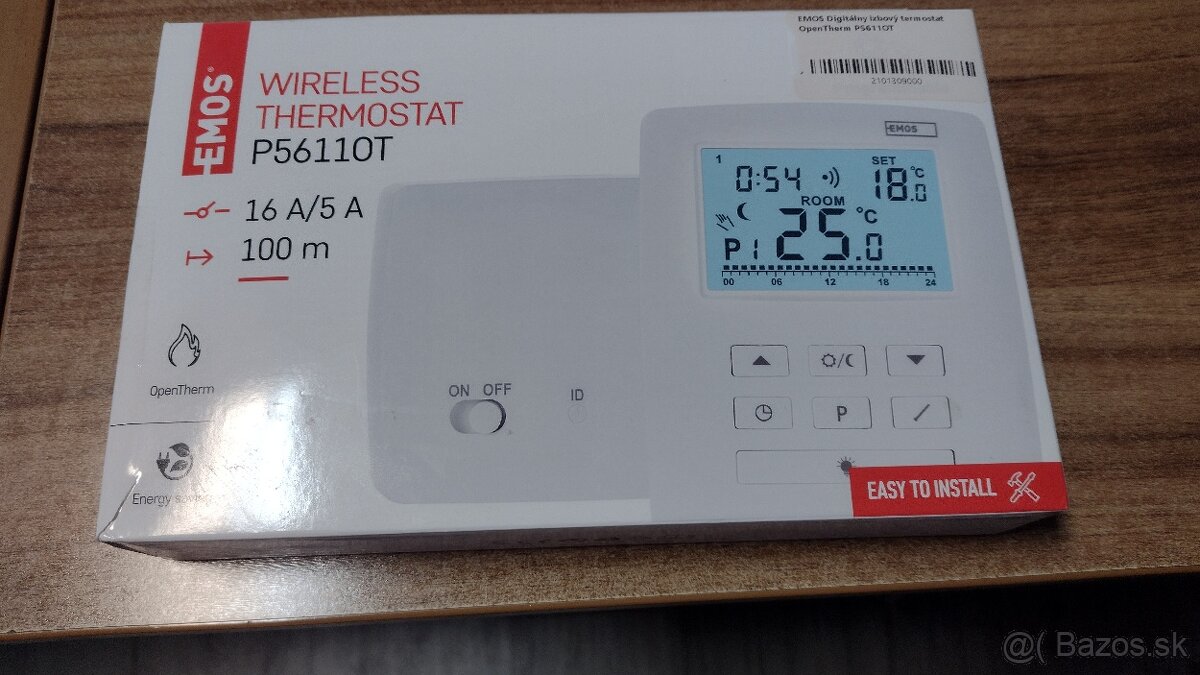 EMOS Digitálny izbový termostat
OpenTherm P5611OT
2101309000
EMOS
WIRELESS
THERMOSTAT
P5611OT
16 A/5 A
100 m
OpenTherm
Energy
EMOS
1
0:54
SET
18.0 °C
ROOM
P1
25.0 °C
00 06 12 18 24
ON OFF
ID
P
EASY TO INSTALL
@( Bazos.sk